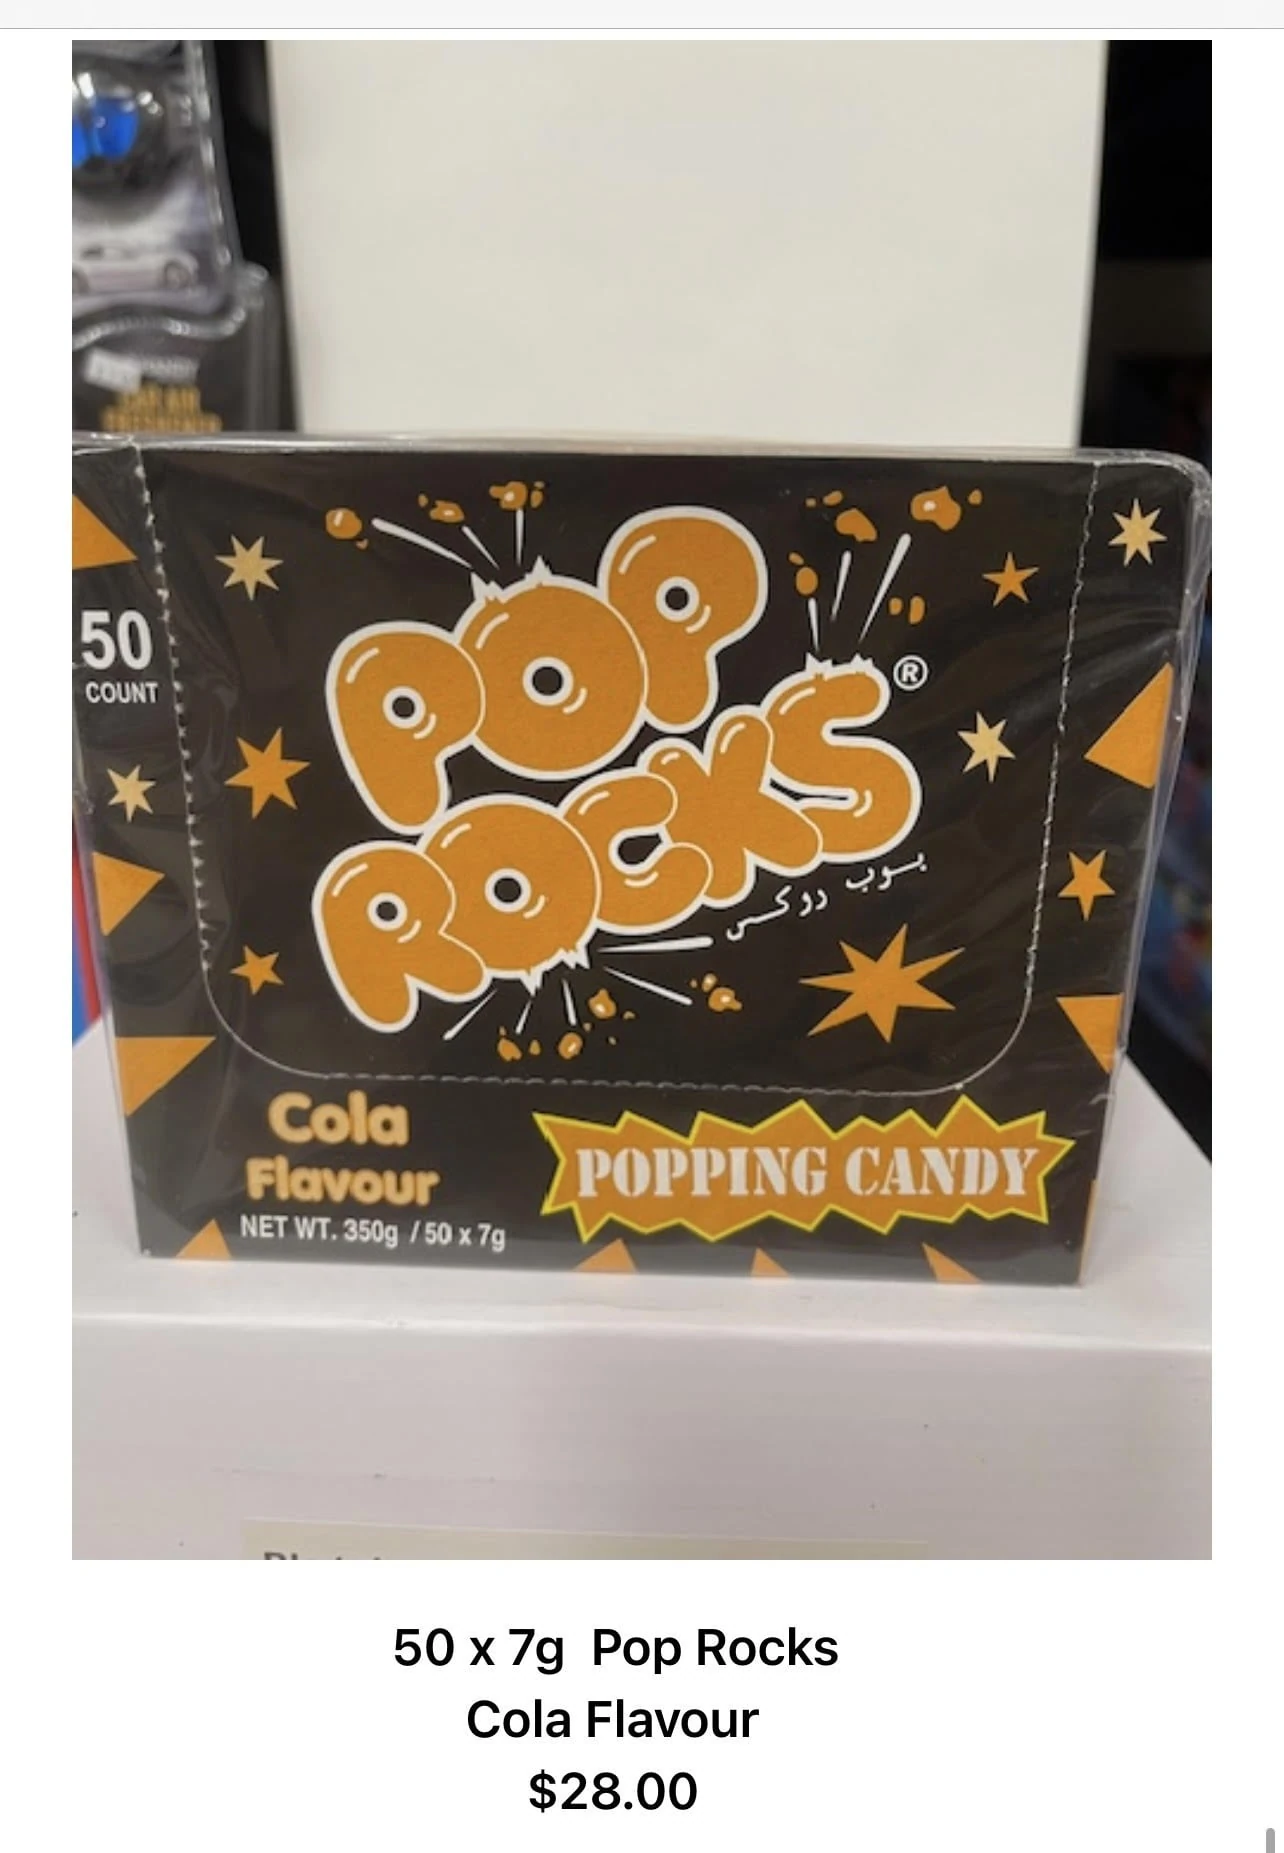 50
COUNT
POP
ROCKS®
بوب روكس
Cola
Flavour
NET WT. 350g / 50 x 7g
POPPING CANDY
50 x 7g Pop Rocks
Cola Flavour
$28.00